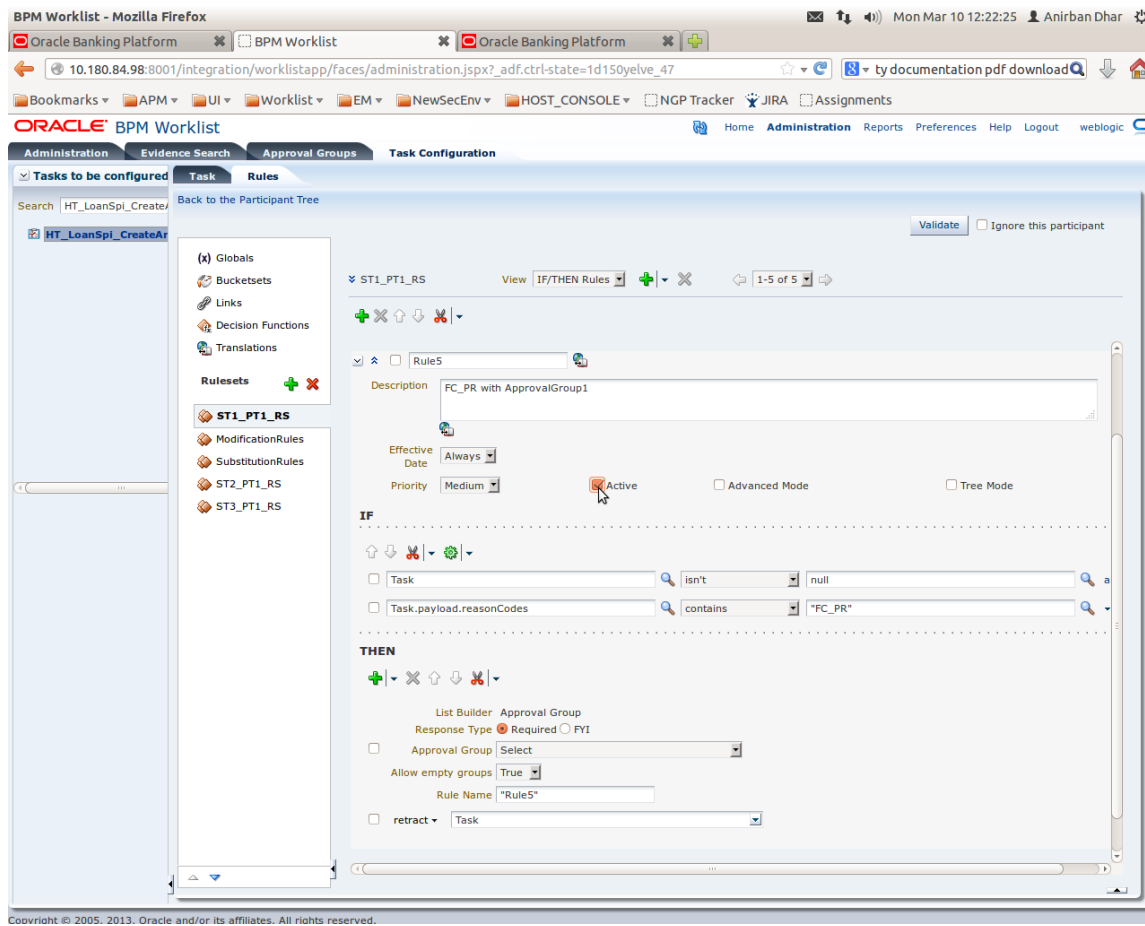 BPM Worklist - Mozilla Firefox
Mon Mar 10 12:22:25 Anirban Dhar
Oracle Banking Platform BPM Worklist Oracle Banking Platform
10.180.84.98:8001/integration/worklistapp/faces/administration.jspx?_adf.ctrl-state=1d150yelve_47 ty documentation pdf download
Bookmarks APM UI Worklist EM NewSecEnv HOST_CONSOLE NGP Tracker JIRA Assignments
ORACLE BPM Worklist Home Administration Reports Preferences Help Logout weblogic
Administration Evidence Search Approval Groups Task Configuration
Tasks to be configured Task Rules
Search HT_LoanSpi_CreateA Back to the Participant Tree
Validate Ignore this participant
HT_LoanSpi_CreateAr
(x) Globals
Bucketsets
ST1_PT1_RS View IF/THEN Rules 1-5 of 5
Links
Decision Functions
Translations
Rulesets
Rule5
Description FC_PR with ApprovalGroup1
ST1_PT1_RS
ModificationRules
SubstitutionRules
ST2_PT1_RS
ST3_PT1_RS
Effective Date Always
Priority Medium Active Advanced Mode Tree Mode
IF
Task isn't null a
Task.payload.reasonCodes contains "FC_PR"
THEN
List Builder Approval Group
Response Type Required FYI
Approval Group Select
Allow empty groups True
Rule Name "Rule5"
retract Task
Copyright © 2005, 2013, Oracle and/or its affiliates. All rights reserved.